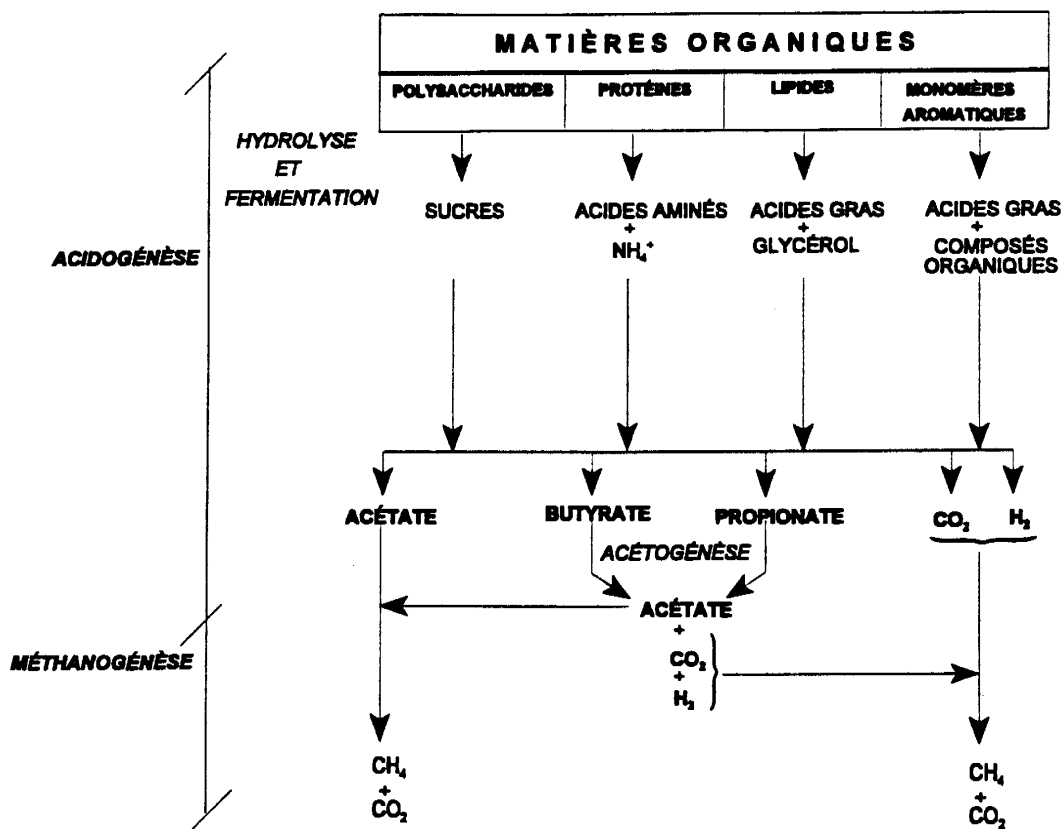 MATIÈRES ORGANIQUES
POLYSACCHARIDES PROTÉINES LIPIDES MONOMÈRES
AROMATIQUES
HYDROLYSE
ET
FERMENTATION
SUCRES ACIDES AMINÉS ACIDES GRAS ACIDES GRAS
+ + +
NH₄⁺ GLYCÉROL COMPOSÉS
ORGANIQUES
ACIDOGÉNÈSE
ACÉTATE BUTYRATE PROPIONATE CO₂ H₂
ACÉTOGÉNÈSE
ACÉTATE
+
CO₂
+
H₂
MÉTHANOGÉNÈSE
CH₄ CH₄
+ +
CO₂ CO₂